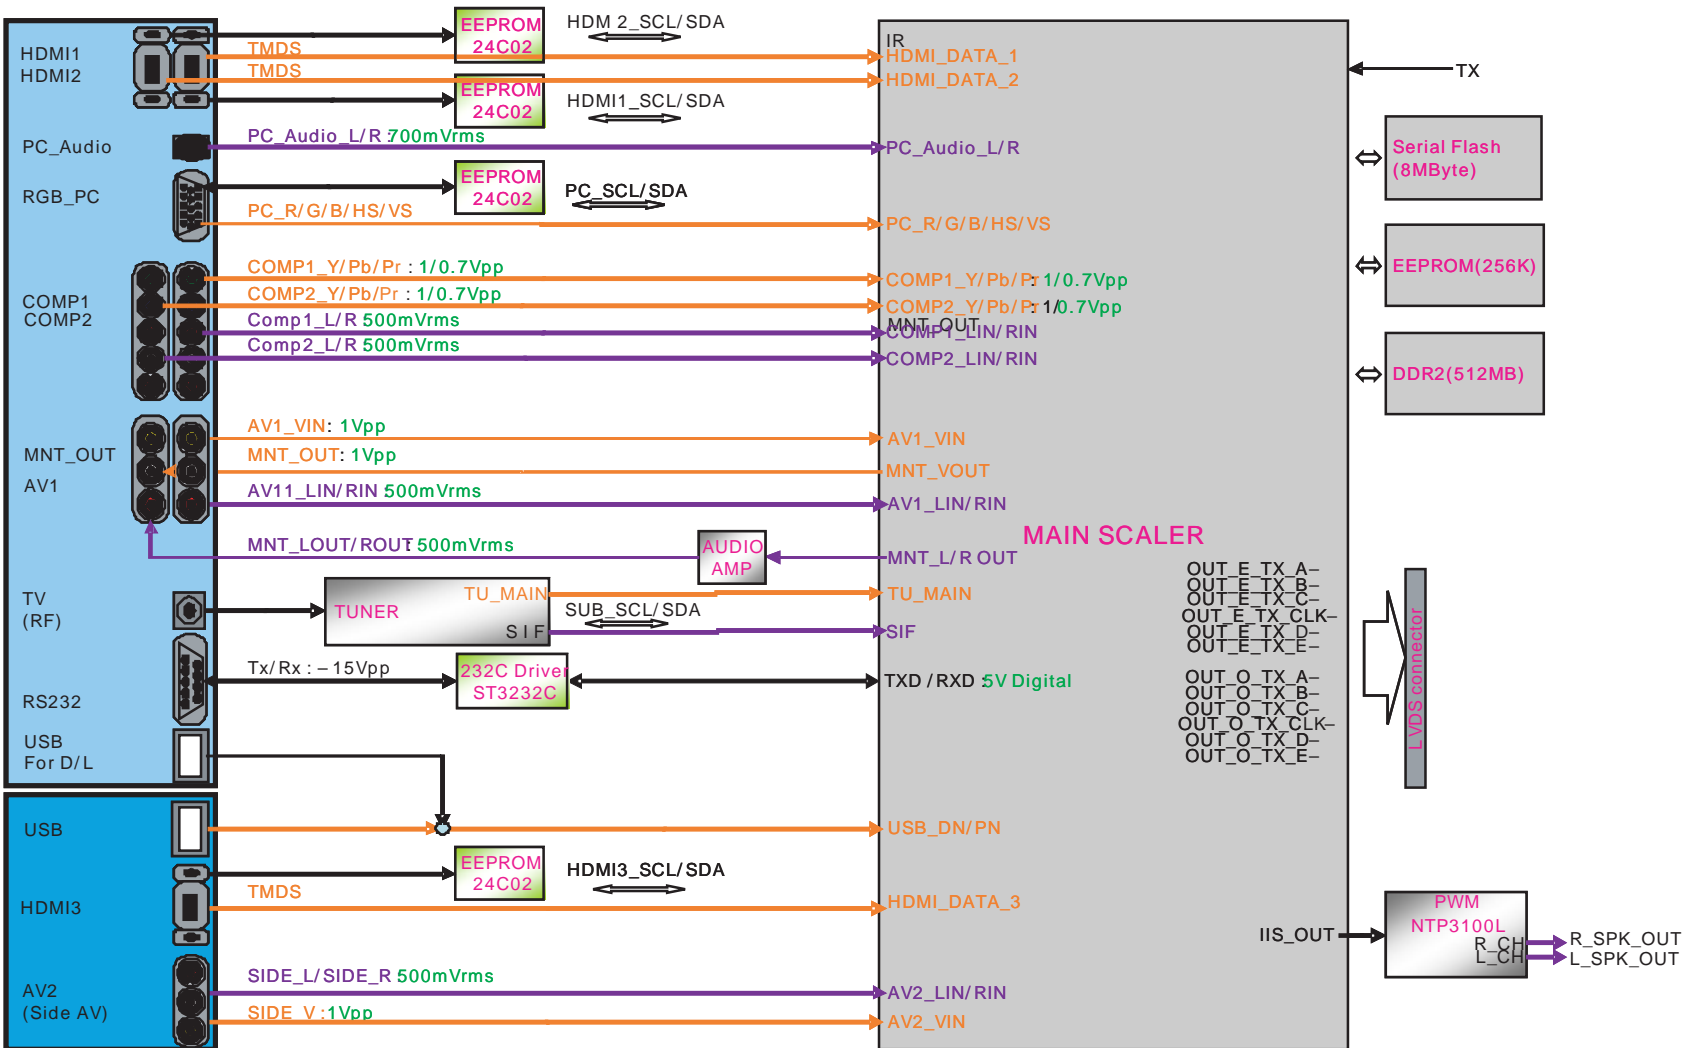 HDMI1
HDMI2
PC_Audio
RGB_PC
COMP1
COMP2
MNT_OUT
AV1
TV
(RF)
RS232
USB
For D/L
USB
HDMI3
AV2
(Side AV)
EEPROM
24C02
HDM 2_SCL/SDA
TMDS
TMDS
EEPROM
24C02
HDMI1_SCL/SDA
PC_Audio_L/R :700mVrms
EEPROM
24C02
PC_SCL/SDA
PC_R/G/B/HS/VS
COMP1_Y/Pb/Pr : 1/0.7Vpp
COMP2_Y/Pb/Pr : 1/0.7Vpp
Comp1_L/R :500mVrms
Comp2_L/R :500mVrms
AV1_VIN: 1Vpp
MNT_OUT: 1Vpp
AV11_LIN/RIN :500mVrms
MNT_LOUT/ROUT: 500mVrms
AUDIO
AMP
TUNER
TU_MAIN
SIF
SUB_SCL/SDA
Tx/Rx : –15Vpp
232C Driver
ST3232C
EEPROM
24C02
HDMI3_SCL/SDA
TMDS
SIDE_L/SIDE_R :500mVrms
SIDE_V :1Vpp
IR
HDMI_DATA_1
HDMI_DATA_2
PC_Audio_L/R
PC_R/G/B/HS/VS
COMP1_Y/Pb/Pr : 1/0.7Vpp
COMP2_Y/Pb/Pr : 1/0.7Vpp
MNT_OUT
COMP1_LIN/RIN
COMP2_LIN/RIN
AV1_VIN
MNT_VOUT
AV1_LIN/RIN
MAIN SCALER
MNT_L/R OUT
TU_MAIN
SIF
TXD /RXD :5V Digital
USB_DN/PN
HDMI_DATA_3
AV2_LIN/RIN
AV2_VIN
OUT_E_TX_A–
OUT_E_TX_B–
OUT_E_TX_C–
OUT_E_TX_CLK–
OUT_E_TX_D–
OUT_E_TX_E–
OUT_O_TX_A–
OUT_O_TX_B–
OUT_O_TX_C–
OUT_O_TX_CLK–
OUT_O_TX_D–
OUT_O_TX_E–
IIS_OUT
TX
Serial Flash
(8MByte)
EEPROM(256K)
DDR2(512MB)
LVDS connector
PWM
NTP3100L
R_CH
L_CH
R_SPK_OUT
L_SPK_OUT